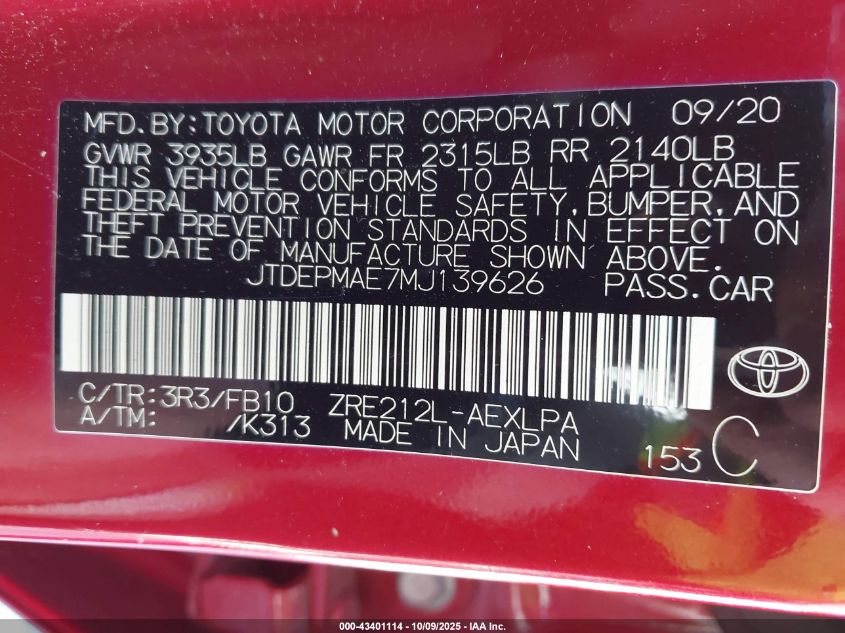 MFD.BY:TOYOTA MOTOR CORPORATION 09/20
GVWR 3935LB GAWR FR 2315LB RR 2140LB
THIS VEHICLE CONFORMS TO ALL APPLICABLE
FEDERAL MOTOR VEHICLE SAFETY,BUMPER,AND
THEFT PREVENTION STANDARDS IN EFFECT ON
THE DATE OF MANUFACTURE SHOWN ABOVE.
JTDEPMAE7MJ139626 PASS.CAR
C/TR:3R3/FB10 ZRE212L-AEXLPA
A/TM: /K313 MADE IN JAPAN 153 C
000-43401114 - 10/09/2025 - IAA Inc.